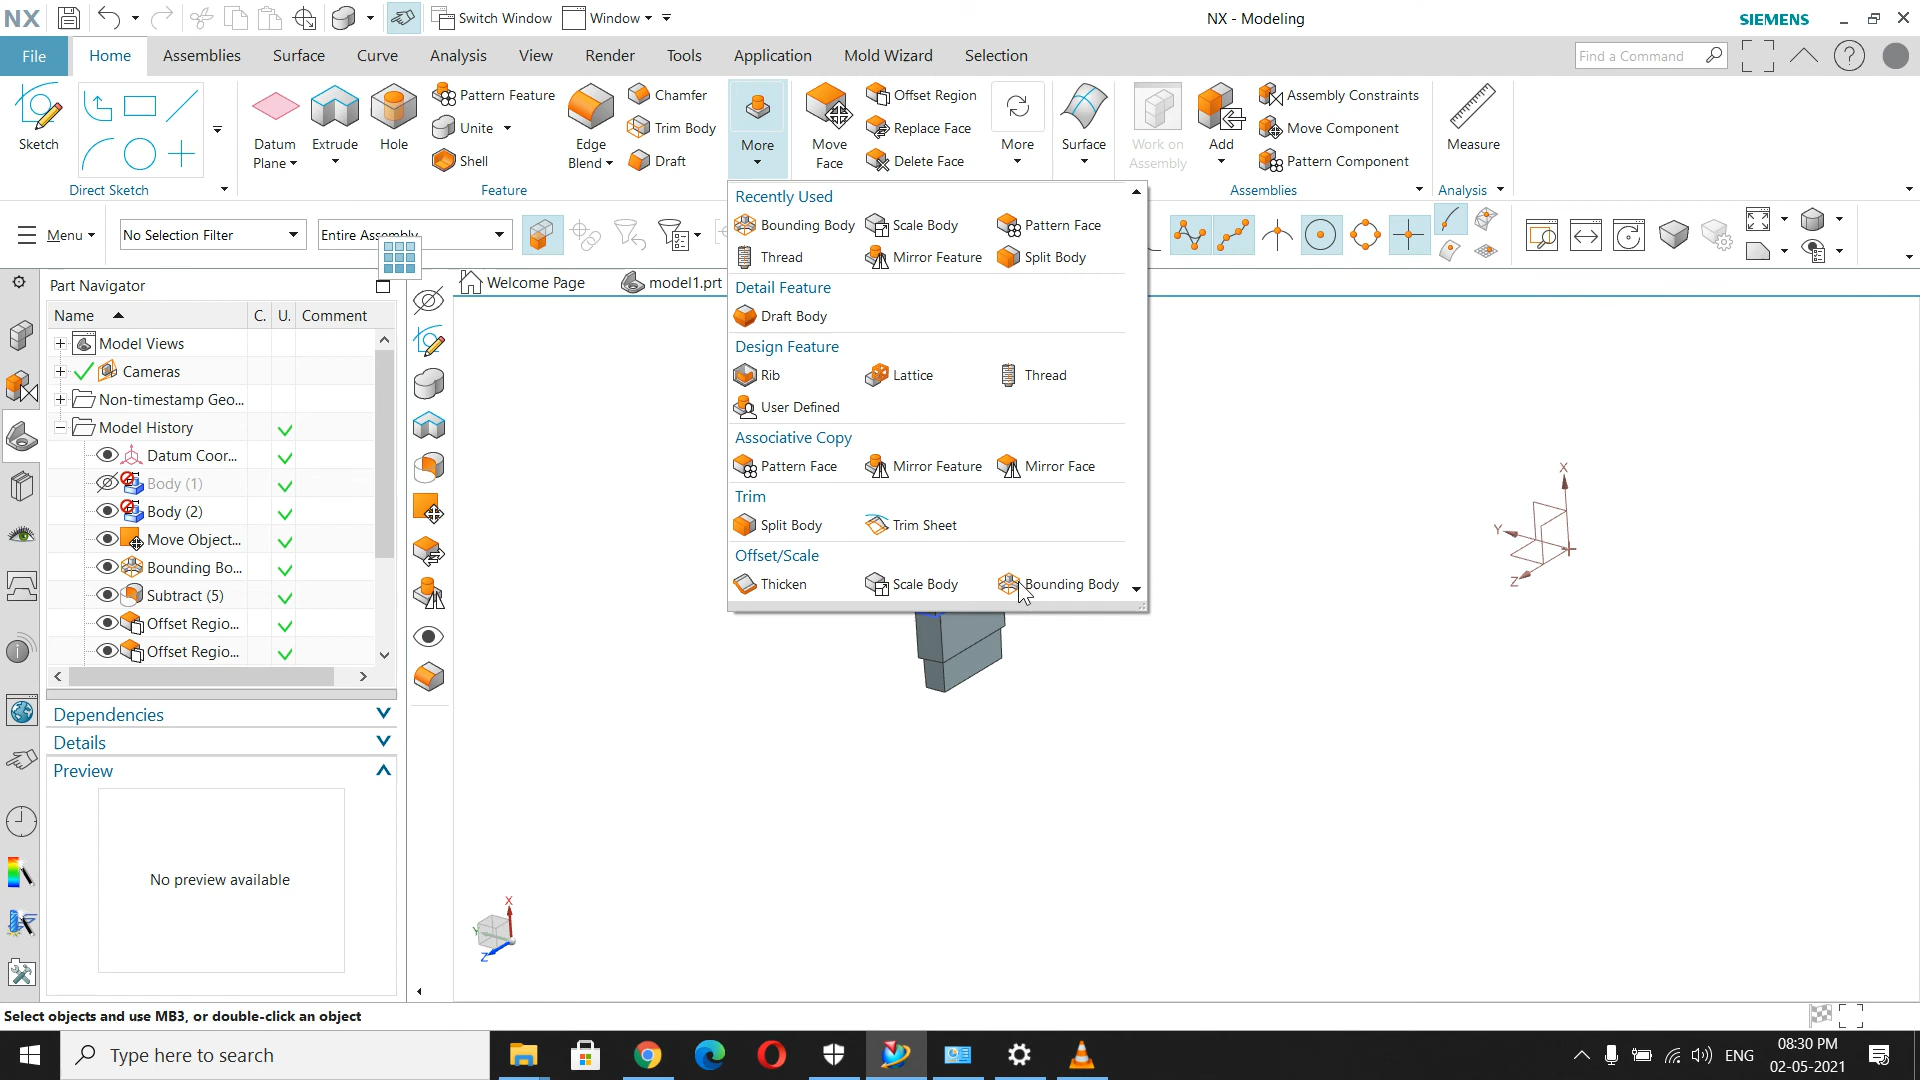 NX
Switch Window
Window
NX - Modeling
SIEMENS
File
Home
Assemblies
Surface
Curve
Analysis
View
Render
Tools
Application
Mold Wizard
Selection
Find a Command
Sketch
Direct Sketch
Datum Plane
Extrude
Hole
Pattern Feature
Unite
Shell
Edge Blend
Chamfer
Trim Body
Draft
Feature
More
Move Face
Offset Region
Replace Face
Delete Face
More
Surface
Work on Assembly
Add
Assembly Constraints
Move Component
Pattern Component
Assemblies
Measure
Analysis
Menu
No Selection Filter
Entire Assembly
Recently Used
Bounding Body
Scale Body
Pattern Face
Thread
Mirror Feature
Split Body
Detail Feature
Draft Body
Design Feature
Rib
Lattice
Thread
User Defined
Associative Copy
Pattern Face
Mirror Feature
Mirror Face
Trim
Split Body
Trim Sheet
Offset/Scale
Thicken
Scale Body
Bounding Body
Part Navigator
Name
C.
U.
Comment
Model Views
Cameras
Non-timestamp Geo...
Model History
Datum Coor...
Body (1)
Body (2)
Move Object...
Bounding Bo...
Subtract (5)
Offset Regio...
Offset Regio...
Dependencies
Details
Preview
No preview available
Welcome Page
model1.prt
X
Y
Z
X
Y
Z
Select objects and use MB3, or double-click an object
Type here to search
ENG
08:30 PM
02-05-2021